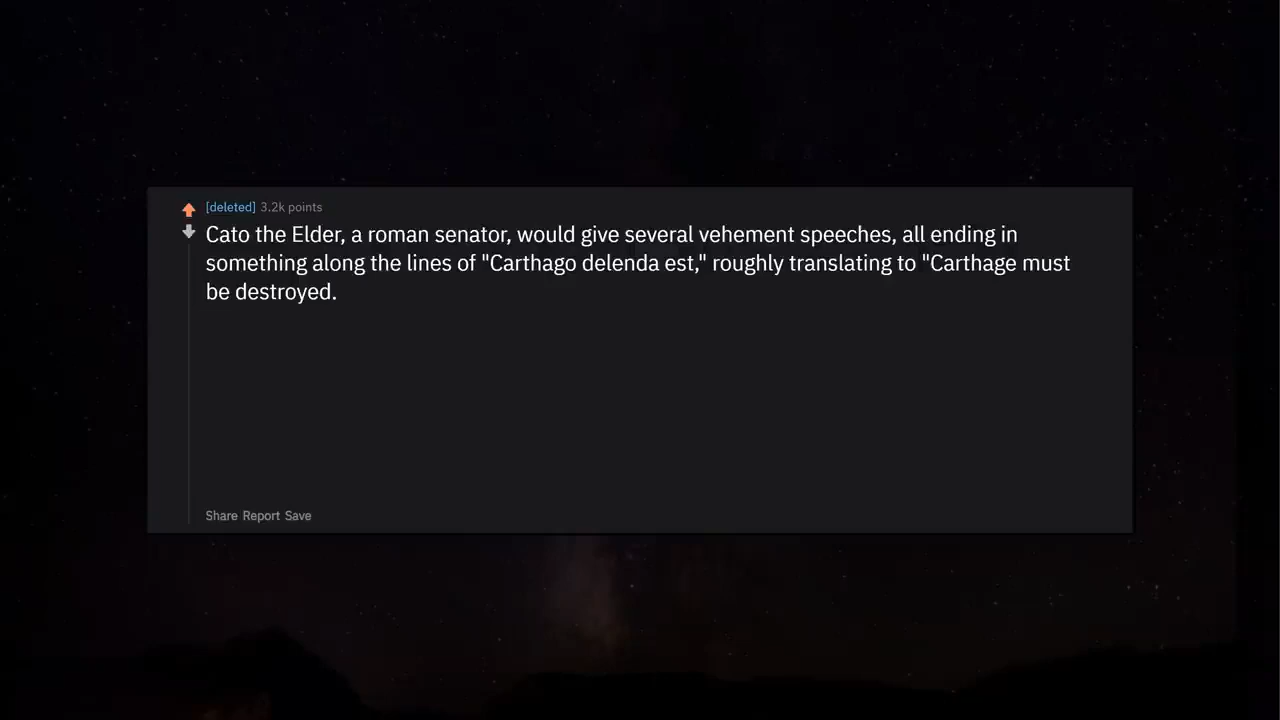 [deleted] 3.2k points
Cato the Elder, a roman senator, would give several vehement speeches, all ending in
something along the lines of "Carthago delenda est," roughly translating to "Carthage must
be destroyed.
Share Report Save